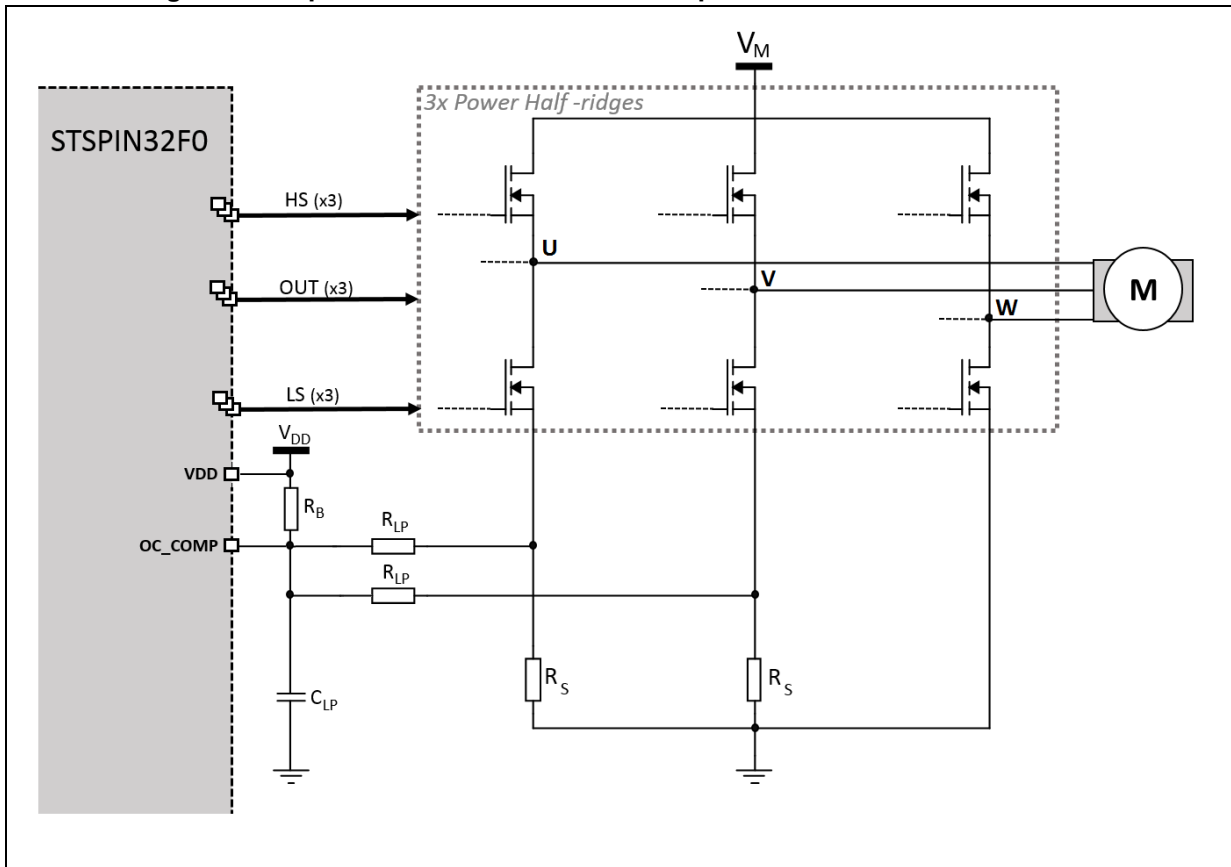 V_M
3x Power Half -ridges
STSPIN32F0
HS (x3)
U
OUT (x3)
V
M
W
LS (x3)
V_DD
VDD
R_B
R_LP
OC_COMP
R_LP
R_S
R_S
C_LP